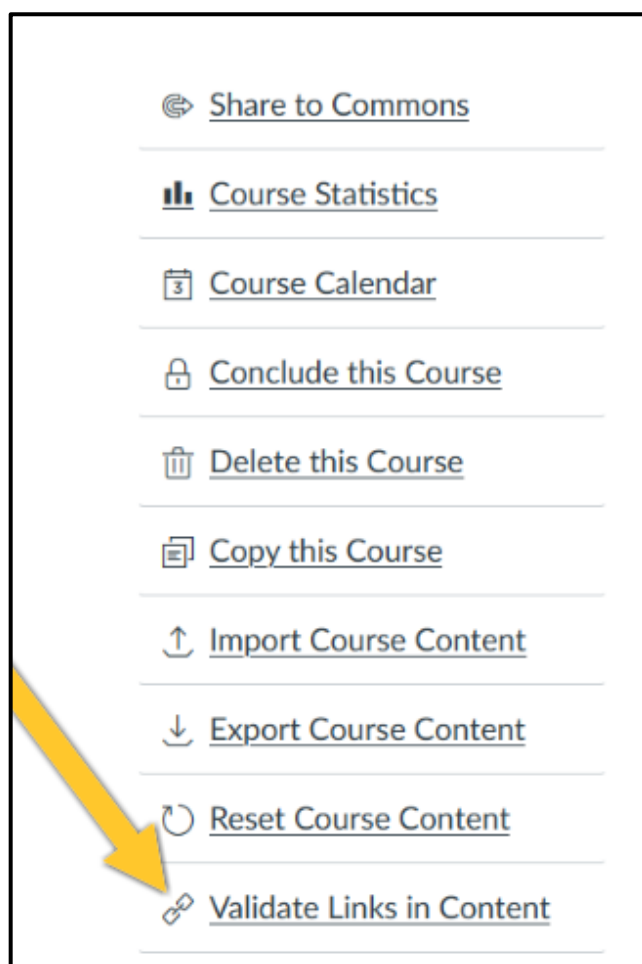 Share to Commons
Course Statistics
3
Course Calendar
Conclude this Course
Delete this Course
Copy this Course
Import Course Content
Export Course Content
Reset Course Content
Validate Links in Content